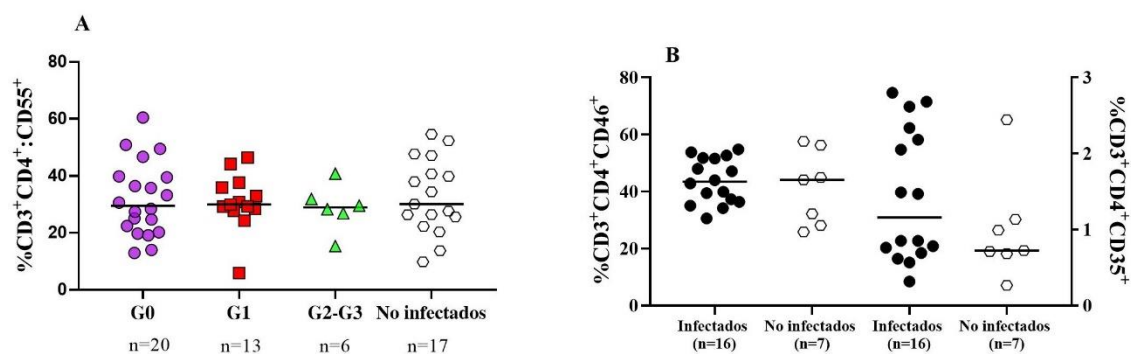 A
%CD3⁺CD4⁺:CD55⁺
80
60
40
20
0
G0 G1 G2-G3 No infectados
n=20 n=13 n=6 n=17
B
%CD3⁺CD4⁺CD46⁺
80
60
40
20
0
3
2
1
0
%CD3⁺CD4⁺CD35⁺
Infectados No infectados Infectados No infectados
(n=16) (n=7) (n=16) (n=7)